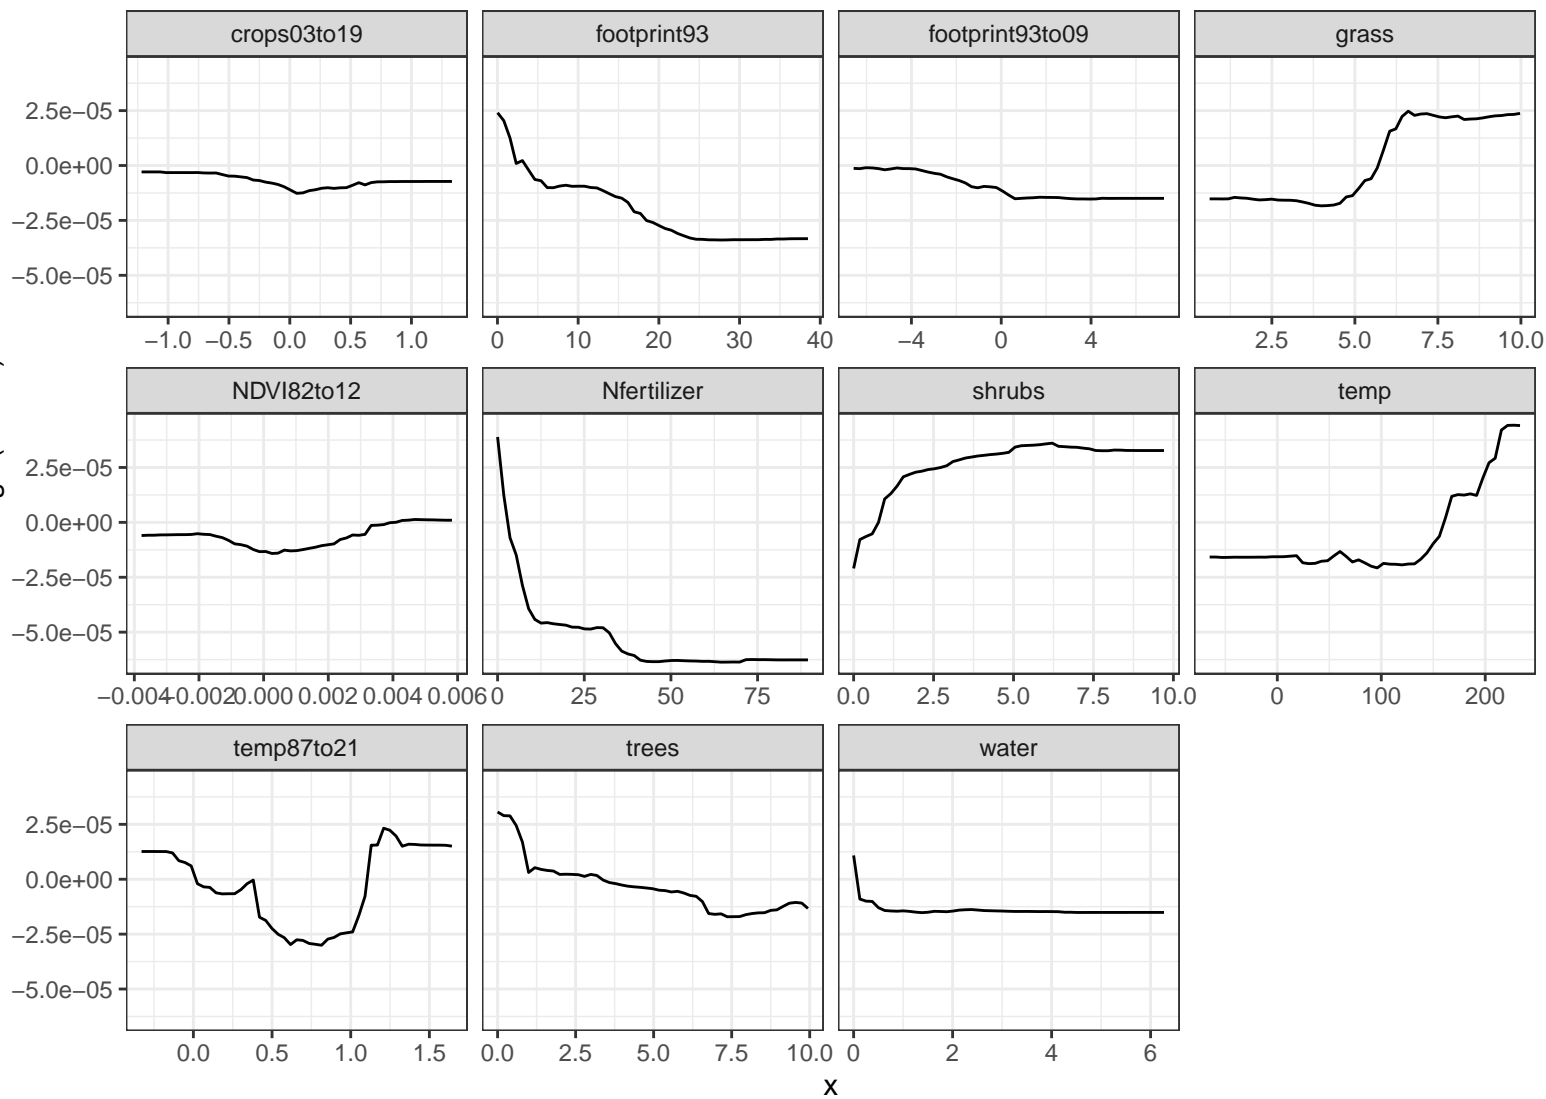 crops03to19 footprint93 footprint93to09 grass
2.5e−05
0.0e+00
−2.5e−05
−5.0e−05
−1.0 −0.5 0.0 0.5 1.0 0 10 20 30 40 −4 0 4 2.5 5.0 7.5 10.0
NDVI82to12 Nfertilizer shrubs temp
2.5e−05
0.0e+00
−2.5e−05
−5.0e−05
−0.004 −0.002 0.000 0.002 0.004 0.006 0 25 50 75 0.0 2.5 5.0 7.5 10.0 0 100 200
temp87to21 trees water
2.5e−05
0.0e+00
−2.5e−05
−5.0e−05
0.0 0.5 1.0 1.5 0.0 2.5 5.0 7.5 10.0 0 2 4 6
x